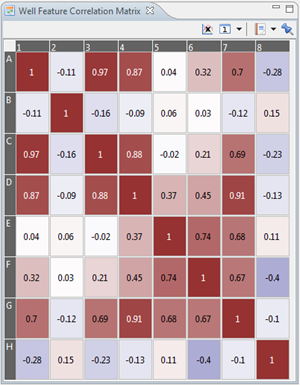 Well Feature Correlation Matrix
1 2 3 4 5 6 7 8
A 1 -0.11 0.97 0.87 0.04 0.32 0.7 -0.28
B -0.11 1 -0.16 -0.09 0.06 0.03 -0.12 0.15
C 0.97 -0.16 1 0.88 -0.02 0.21 0.69 -0.23
D 0.87 -0.09 0.88 1 0.37 0.45 0.91 -0.13
E 0.04 0.06 -0.02 0.37 1 0.74 0.68 0.11
F 0.32 0.03 0.21 0.45 0.74 1 0.67 -0.4
G 0.7 -0.12 0.69 0.91 0.68 0.67 1 -0.1
H -0.28 0.15 -0.23 -0.13 0.11 -0.4 -0.1 1